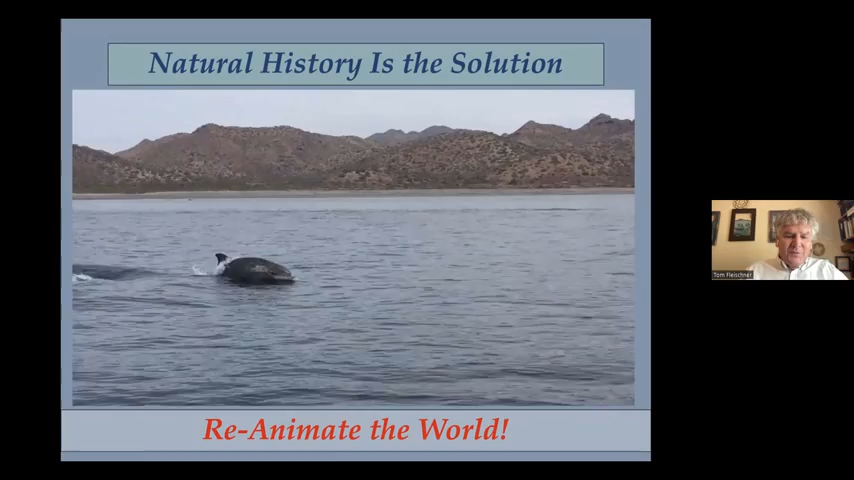 Natural History Is the Solution
Re-Animate the World!
Tom Fleischner